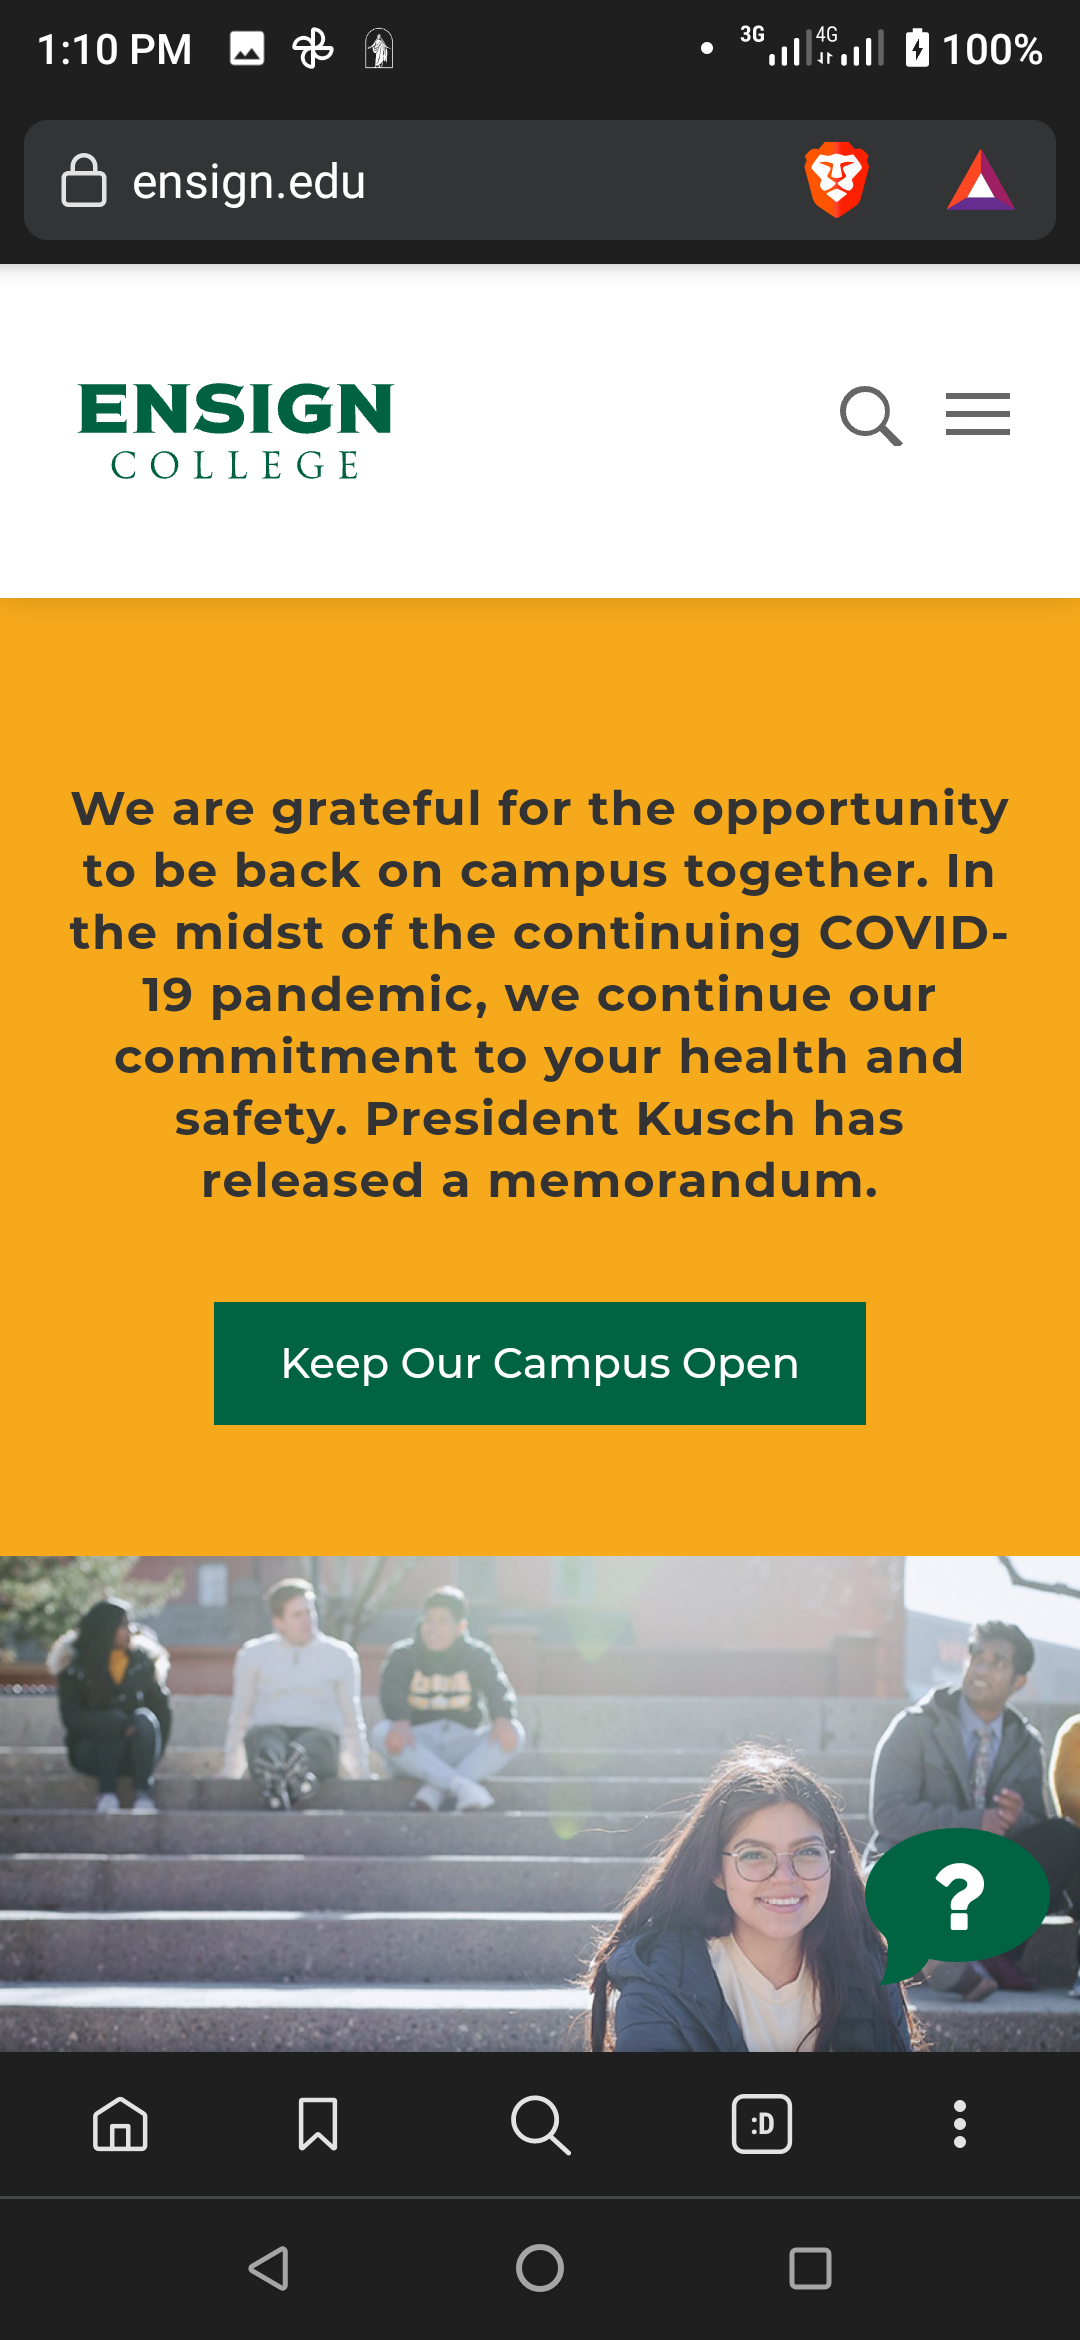 1:10 PM 3G 4G 100%
ensign.edu
ENSIGN
COLLEGE
We are grateful for the opportunity
to be back on campus together. In
the midst of the continuing COVID-
19 pandemic, we continue our
commitment to your health and
safety. President Kusch has
released a memorandum.
Keep Our Campus Open
?
:D